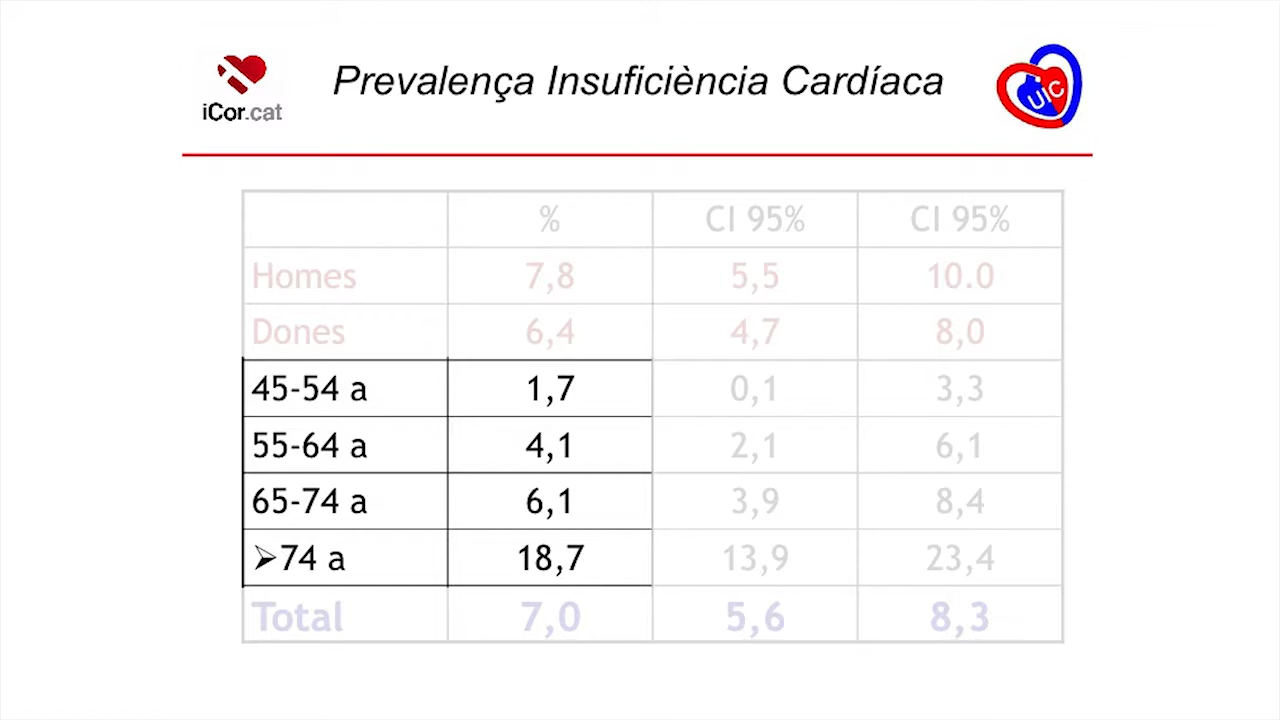 iCor.cat
Prevalença Insuficiència Cardíaca
UIC
% CI 95% CI 95%
Homes 7,8 5,5 10.0
Dones 6,4 4,7 8,0
45-54 a 1,7 0,1 3,3
55-64 a 4,1 2,1 6,1
65-74 a 6,1 3,9 8,4
➢74 a 18,7 13,9 23,4
Total 7,0 5,6 8,3